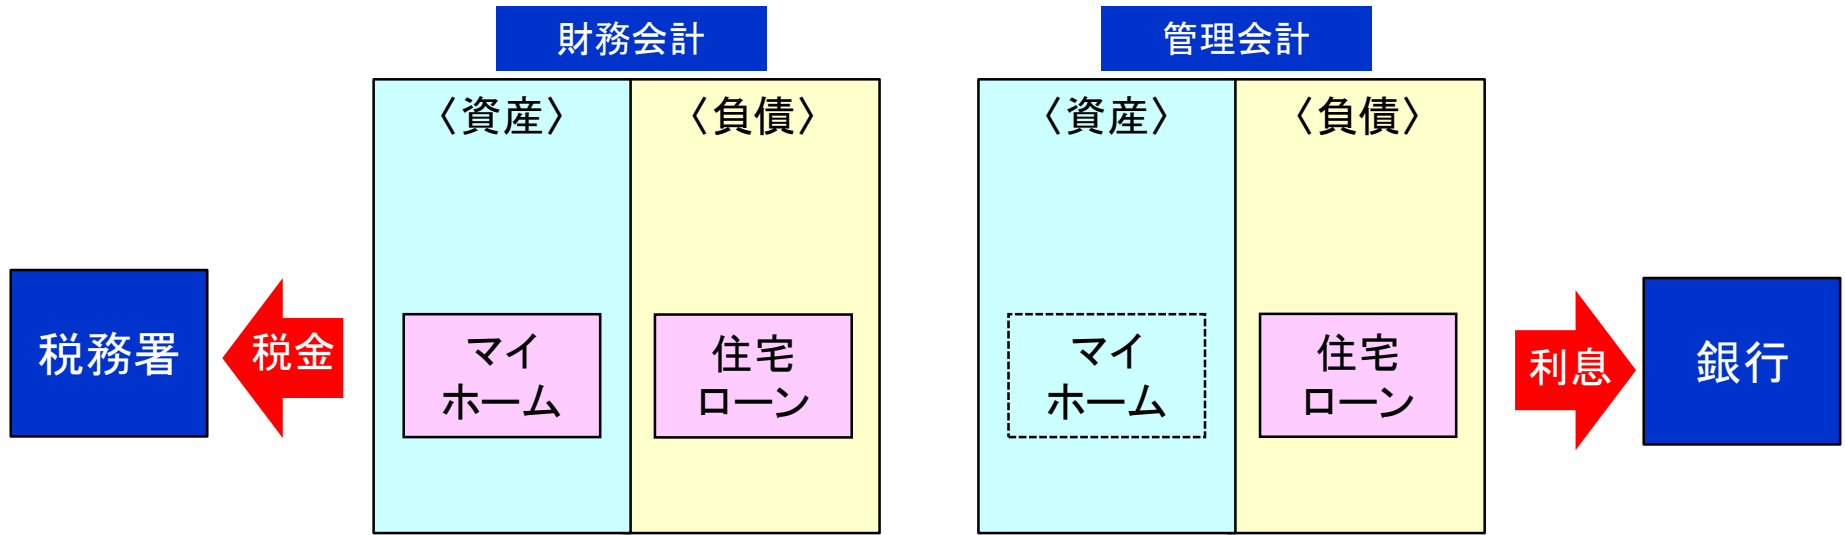 財務会計
管理会計
〈資産〉
〈負債〉
〈資産〉
〈負債〉
税務署
税金
マイ
ホーム
住宅
ローン
マイ
ホーム
住宅
ローン
利息
銀行